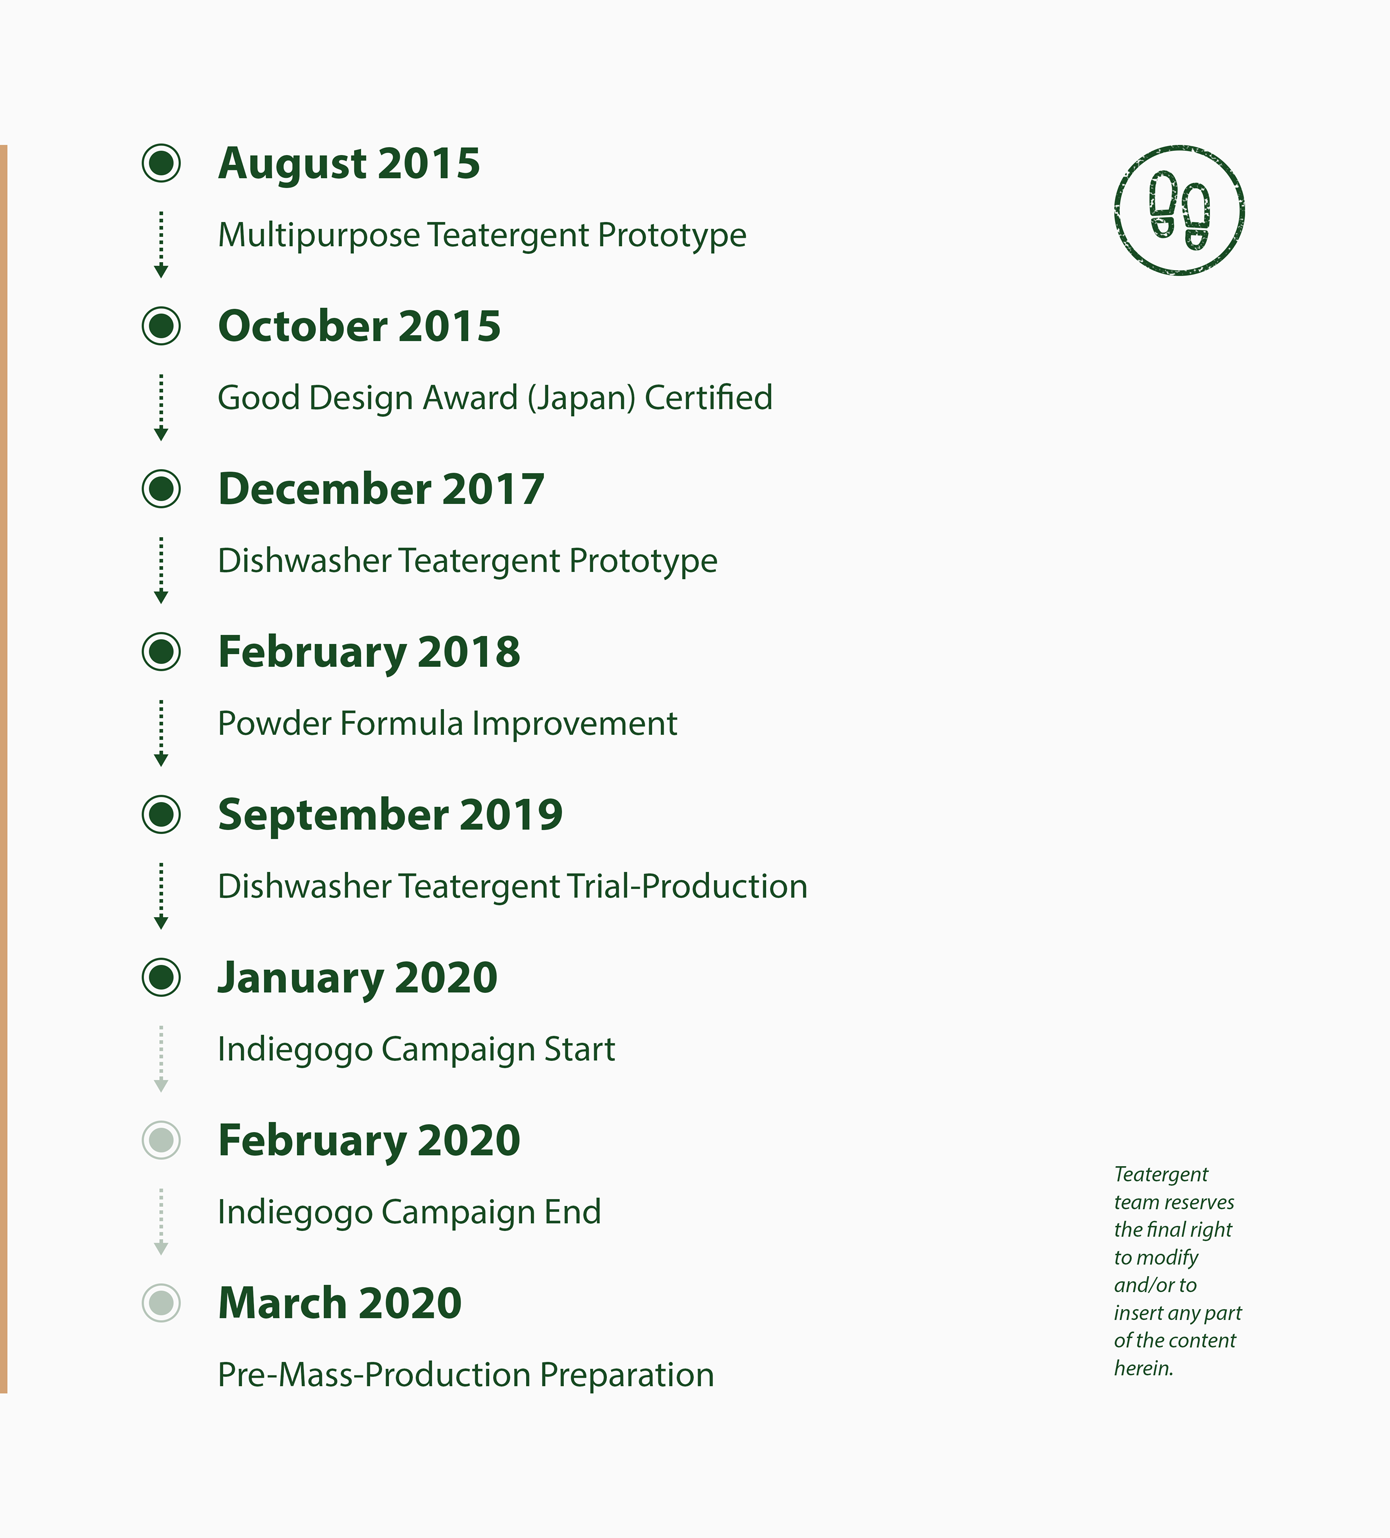 August 2015
Multipurpose Teatergent Prototype
October 2015
Good Design Award (Japan) Certified
December 2017
Dishwasher Teatergent Prototype
February 2018
Powder Formula Improvement
September 2019
Dishwasher Teatergent Trial-Production
January 2020
Indiegogo Campaign Start
February 2020
Indiegogo Campaign End
March 2020
Pre-Mass-Production Preparation
Teatergent
team reserves
the final right
to modify
and/or to
insert any part
of the content
herein.